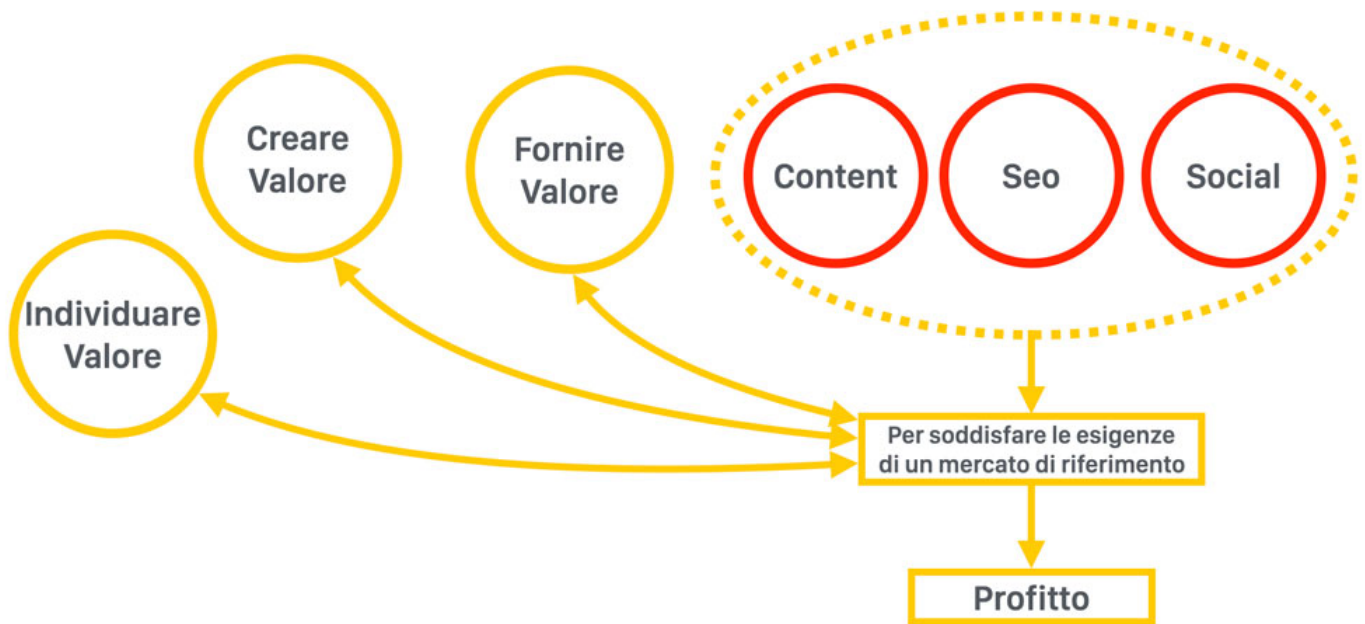 Creare
Valore
Fornire
Valore
Content
Seo
Social
Individuare
Valore
Per soddisfare le esigenze
di un mercato di riferimento
Profitto